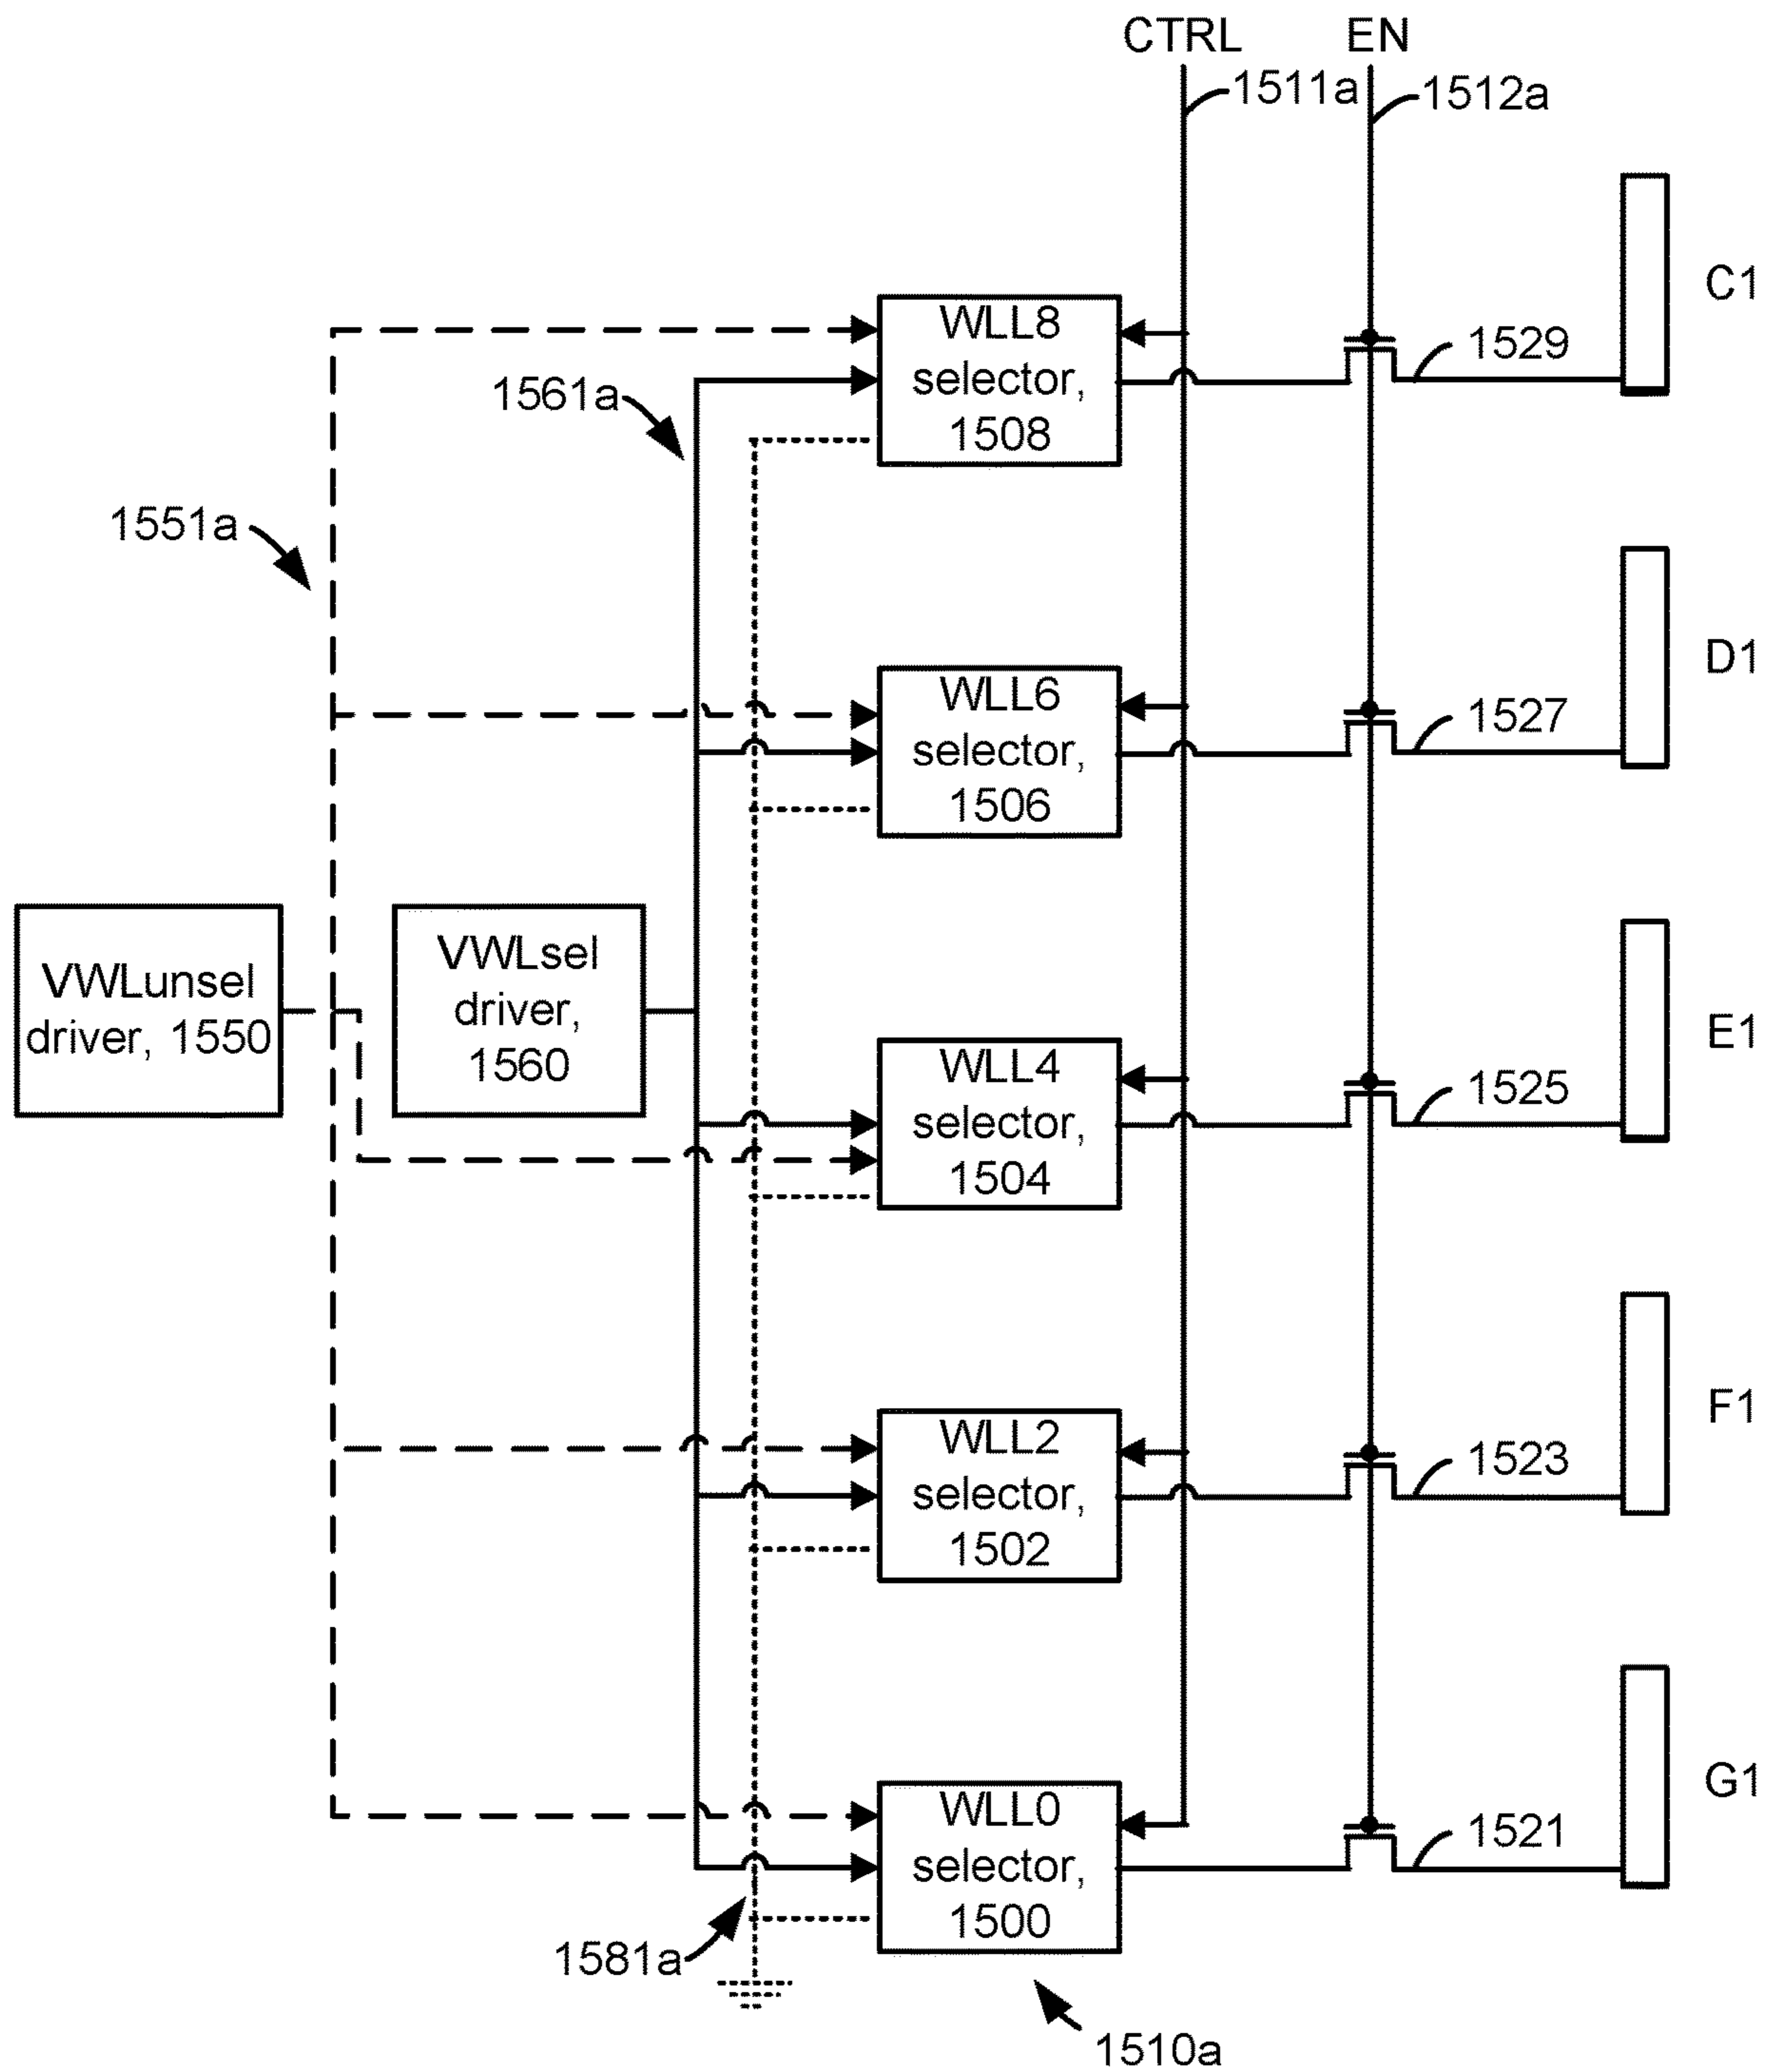 CTRL
EN
1511a
1512a
C1
WLL8
selector,
1508
1529
1561a
1551a
D1
WLL6
selector,
1506
1527
VWLunsel
driver, 1550
VWLsel
driver,
1560
E1
WLL4
selector,
1504
1525
F1
WLL2
selector,
1502
1523
G1
WLL0
selector,
1500
1521
1581a
1510a